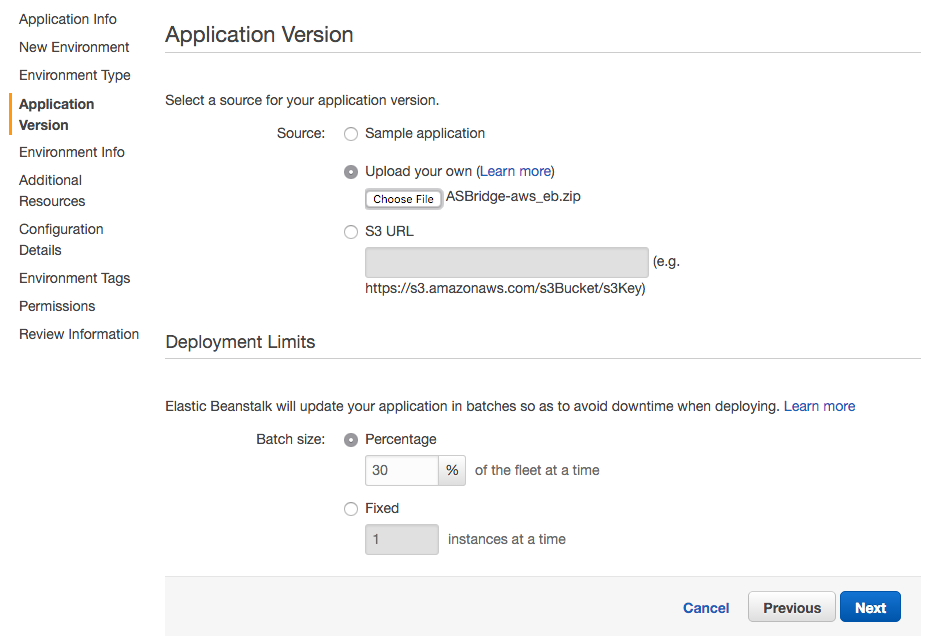 Application Info
New Environment
Environment Type
Application
Version
Environment Info
Additional
Resources
Configuration
Details
Environment Tags
Permissions
Review Information
Application Version
Select a source for your application version.
Source: Sample application
Upload your own (Learn more)
Choose File ASBridge-aws_eb.zip
S3 URL
(e.g.
https://s3.amazonaws.com/s3Bucket/s3Key)
Deployment Limits
Elastic Beanstalk will update your application in batches so as to avoid downtime when deploying. Learn more
Batch size: Percentage
30 % of the fleet at a time
Fixed
1 instances at a time
Cancel Previous Next